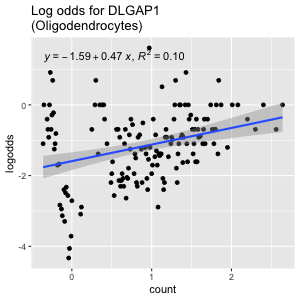 Log odds for DLGAP1
(Oligodendrocytes)
y = −1.59 + 0.47 x, R² = 0.10
logodds
0
-2
-4
0 1 2
count